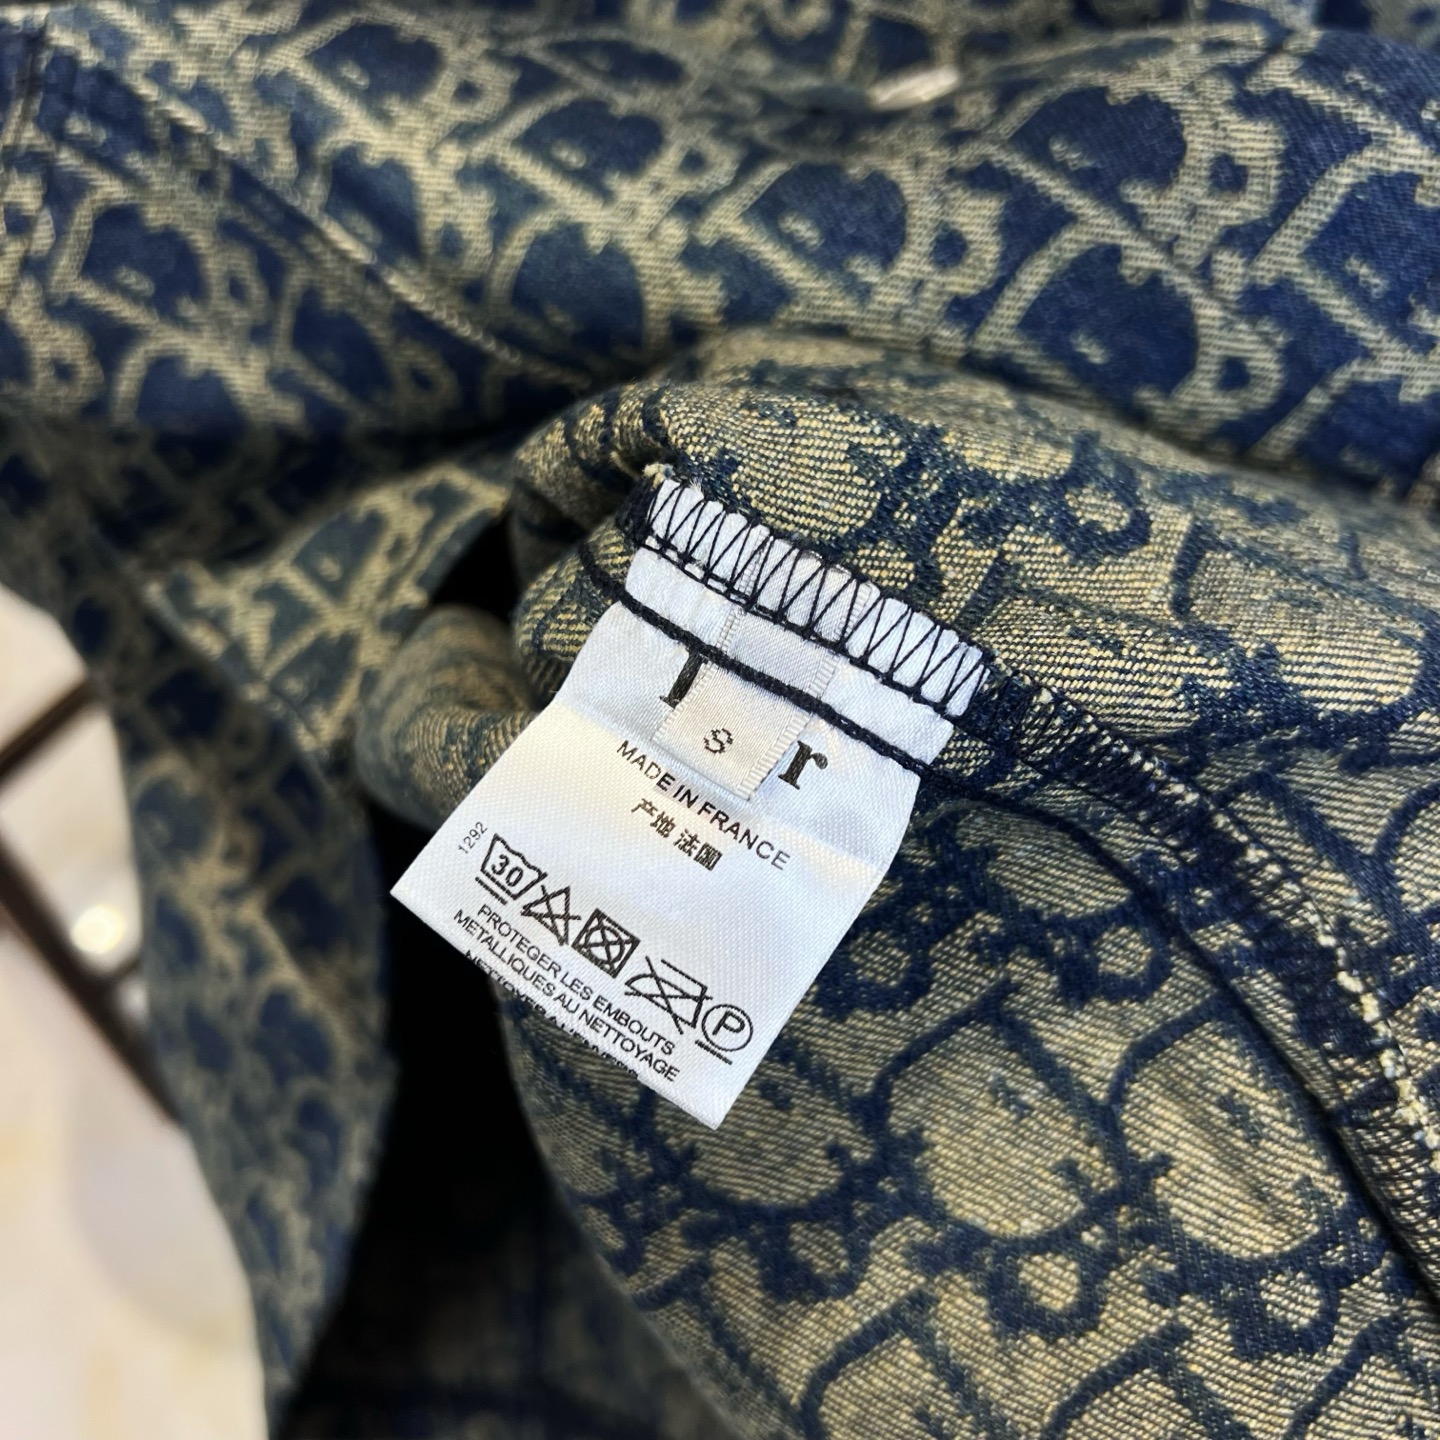 r
S
MADE IN FRANCE
产地 法国
1292
30
P
PROTEGER LES EMBOUTS
METALLIQUES AU NETTOYAGE